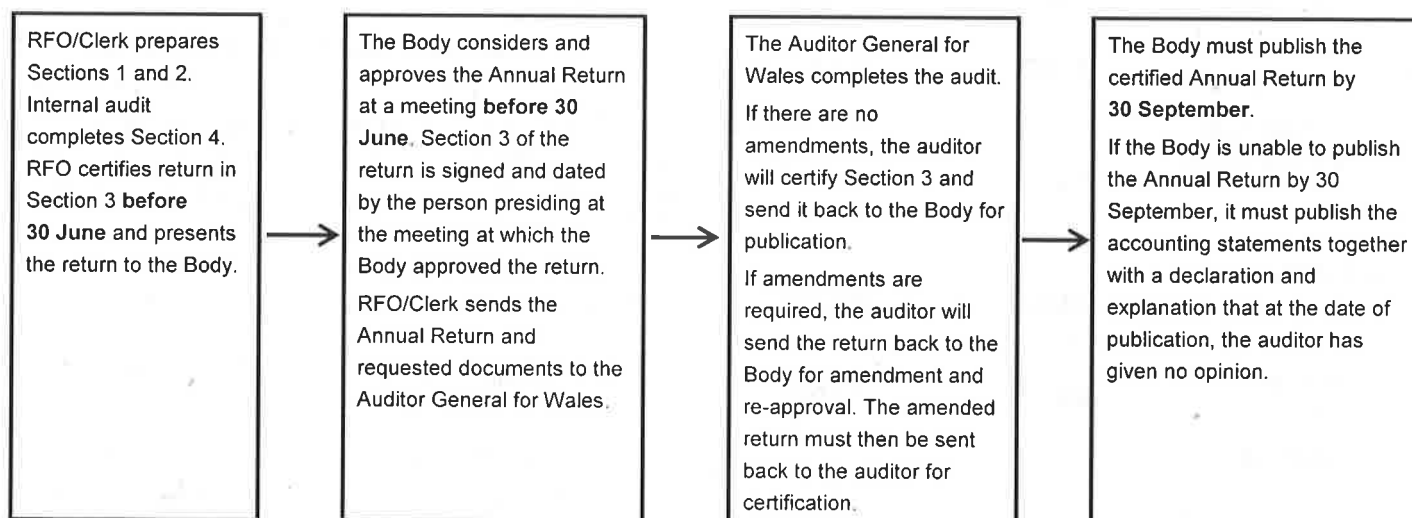 RFO/Clerk prepares
Sections 1 and 2.
Internal audit
completes Section 4.
RFO certifies return in
Section 3 before
30 June and presents
the return to the Body.
The Body considers and
approves the Annual Return
at a meeting before 30
June. Section 3 of the
return is signed and dated
by the person presiding at
the meeting at which the
Body approved the return.
RFO/Clerk sends the
Annual Return and
requested documents to the
Auditor General for Wales.
The Auditor General for
Wales completes the audit.
If there are no
amendments, the auditor
will certify Section 3 and
send it back to the Body for
publication.
If amendments are
required, the auditor will
send the return back to the
Body for amendment and
re-approval. The amended
return must then be sent
back to the auditor for
certification.
The Body must publish the
certified Annual Return by
30 September.
If the Body is unable to publish
the Annual Return by 30
September, it must publish the
accounting statements together
with a declaration and
explanation that at the date of
publication, the auditor has
given no opinion.